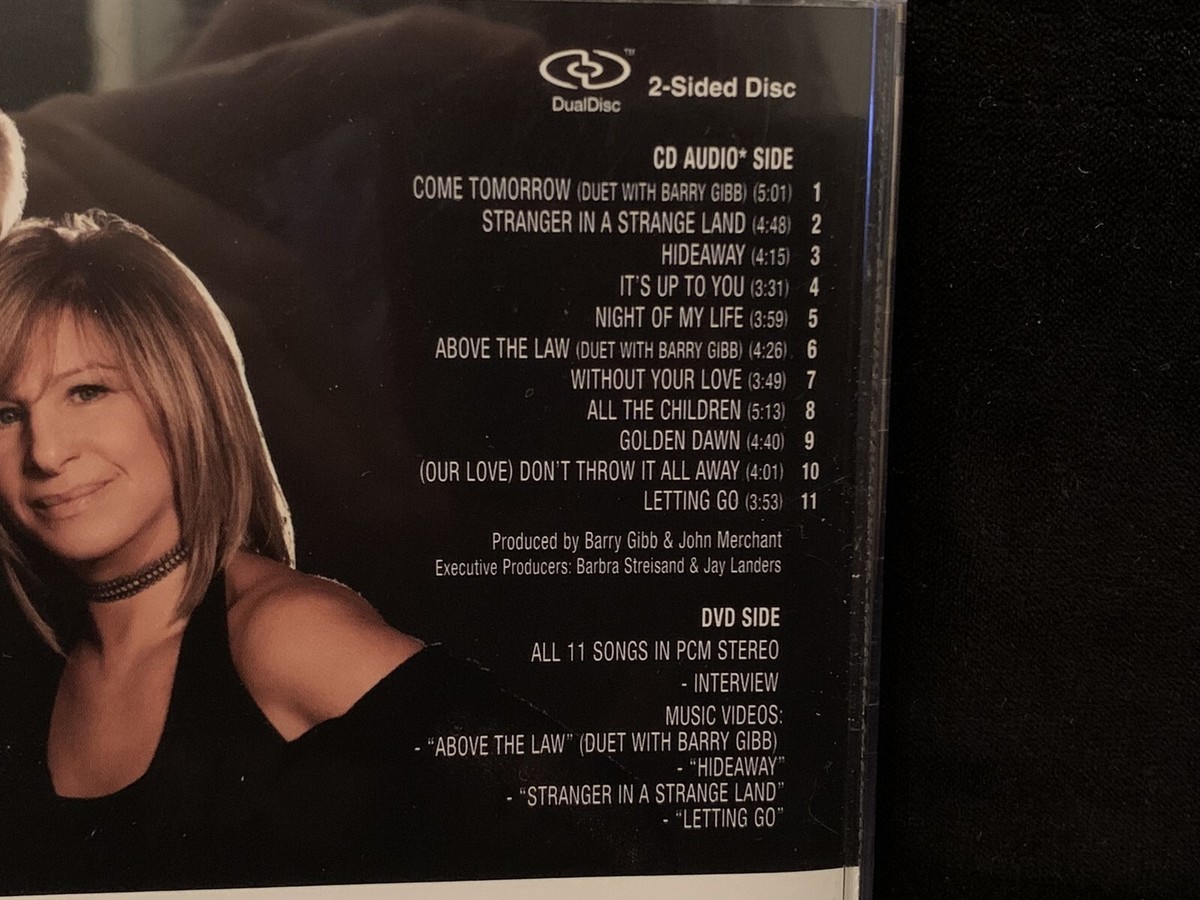 DualDisc™ 2-Sided Disc
CD AUDIO* SIDE
COME TOMORROW (DUET WITH BARRY GIBB) (5:01) 1
STRANGER IN A STRANGE LAND (4:48) 2
HIDEAWAY (4:15) 3
IT'S UP TO YOU (3:31) 4
NIGHT OF MY LIFE (3:59) 5
ABOVE THE LAW (DUET WITH BARRY GIBB) (4:26) 6
WITHOUT YOUR LOVE (3:49) 7
ALL THE CHILDREN (5:13) 8
GOLDEN DAWN (4:40) 9
(OUR LOVE) DON'T THROW IT ALL AWAY (4:01) 10
LETTING GO (3:53) 11
Produced by Barry Gibb & John Merchant
Executive Producers: Barbra Streisand & Jay Landers
DVD SIDE
ALL 11 SONGS IN PCM STEREO
- INTERVIEW
MUSIC VIDEOS:
- “ABOVE THE LAW” (DUET WITH BARRY GIBB)
- “HIDEAWAY”
- “STRANGER IN A STRANGE LAND”
- “LETTING GO”